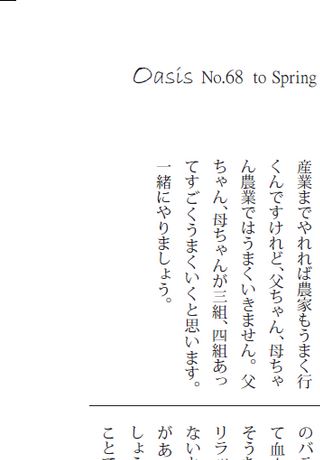 Oasis No.68 to Spring
産業までやれれば農家もうまく行
くんですけれど、父ちゃん、母ちゃ
ん農業ではうまくいきません。父
ちゃん、母ちゃんが三組、四組あっ
てすごくうまくいくと思います。
一緒にやりましょう。
のバ
て血
そう
リラ
ない
があ
しょ
こと